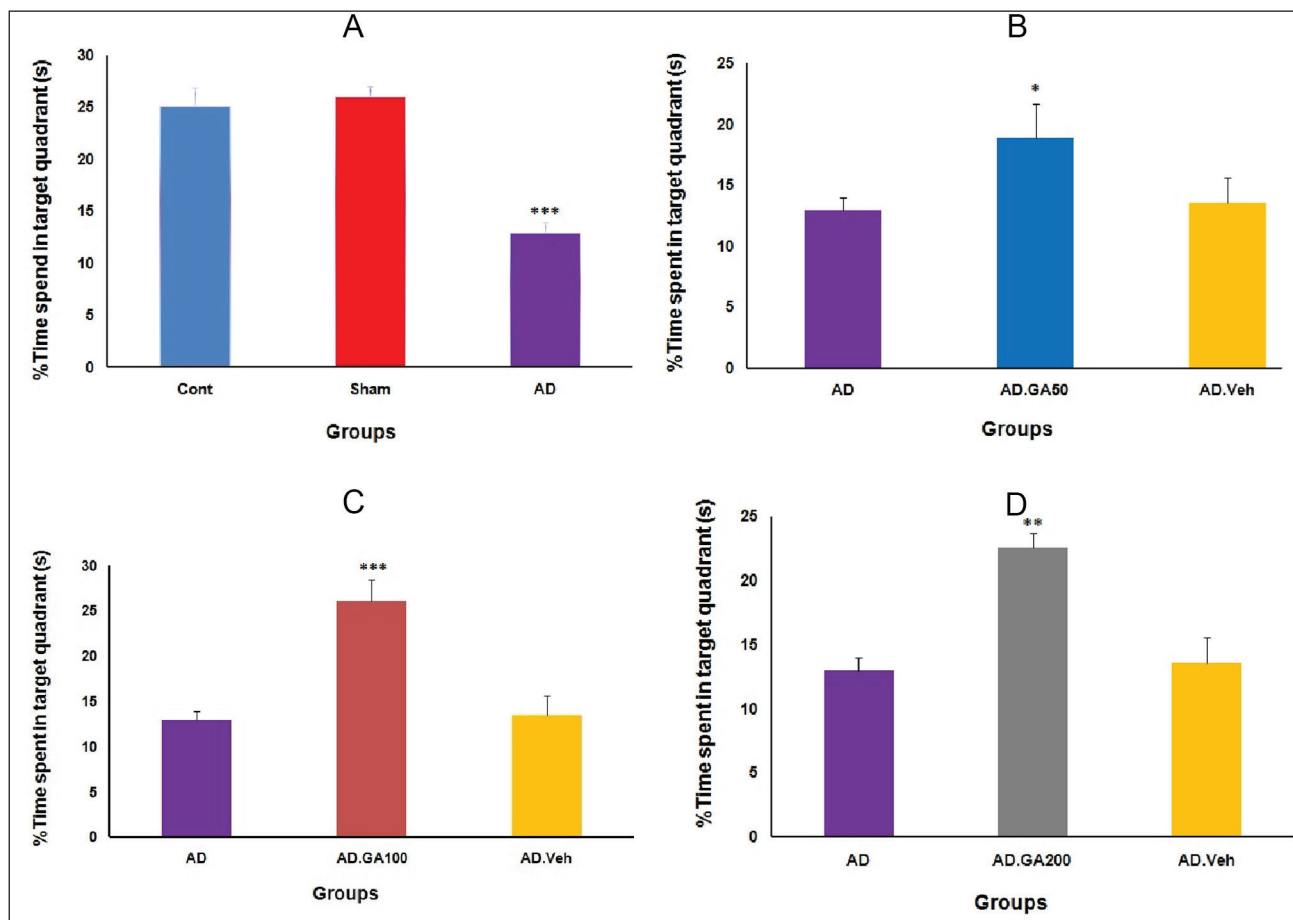 A
%Time spend in target quadrant (s)
30
25
20
15
10
5
0
***
Cont Sham AD
Groups
B
%Time spent in target quadrant (s)
25
20
15
10
5
0
*
AD AD.GA50 AD.Veh
Groups
C
%Time spent in target quadrant (s)
30
25
20
15
10
5
0
***
AD AD.GA100 AD.Veh
Groups
D
%Time spent in target quadrant (s)
25
20
15
10
5
0
**
AD AD.GA200 AD.Veh
Groups